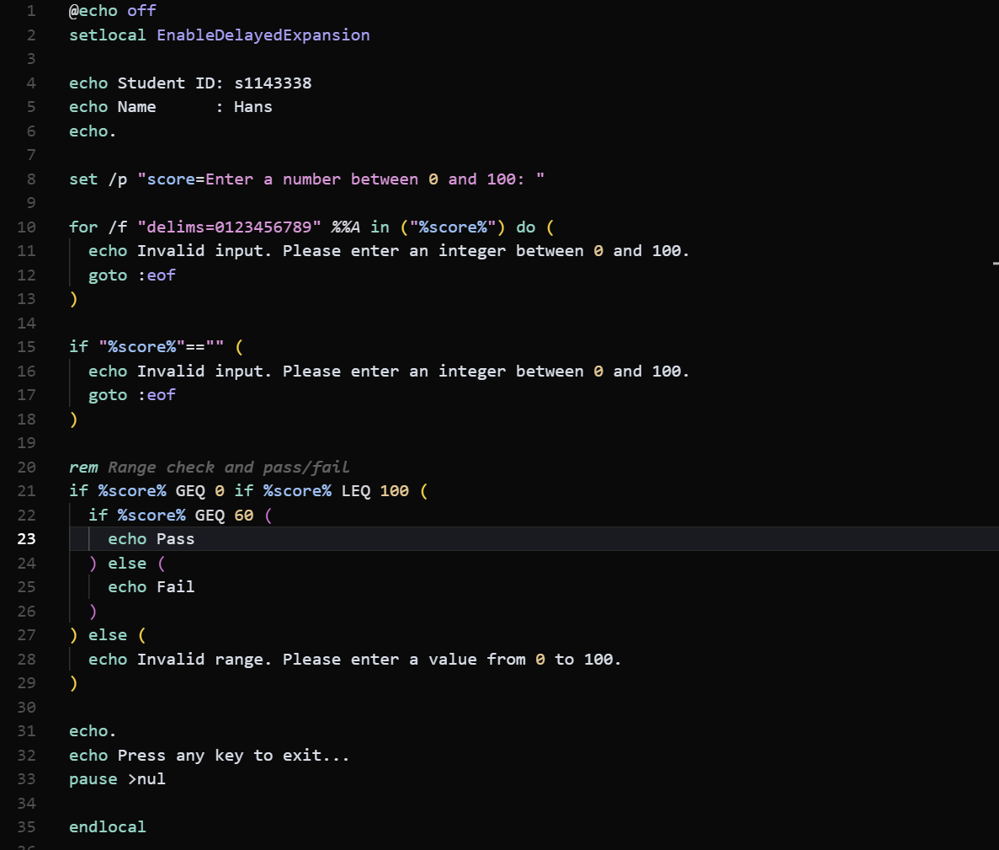 1 @echo off
2 setlocal EnableDelayedExpansion
3
4 echo Student ID: s1143338
5 echo Name      : Hans
6 echo.
7
8 set /p "score=Enter a number between 0 and 100: "
9
10 for /f "delims=0123456789" %%A in ("%score%") do (
11   echo Invalid input. Please enter an integer between 0 and 100.
12   goto :eof
13 )
14
15 if "%score%"=="" (
16   echo Invalid input. Please enter an integer between 0 and 100.
17   goto :eof
18 )
19
20 rem Range check and pass/fail
21 if %score% GEQ 0 if %score% LEQ 100 (
22   if %score% GEQ 60 (
23     echo Pass
24   ) else (
25     echo Fail
26   )
27 ) else (
28   echo Invalid range. Please enter a value from 0 to 100.
29 )
30
31 echo.
32 echo Press any key to exit...
33 pause >nul
34
35 endlocal